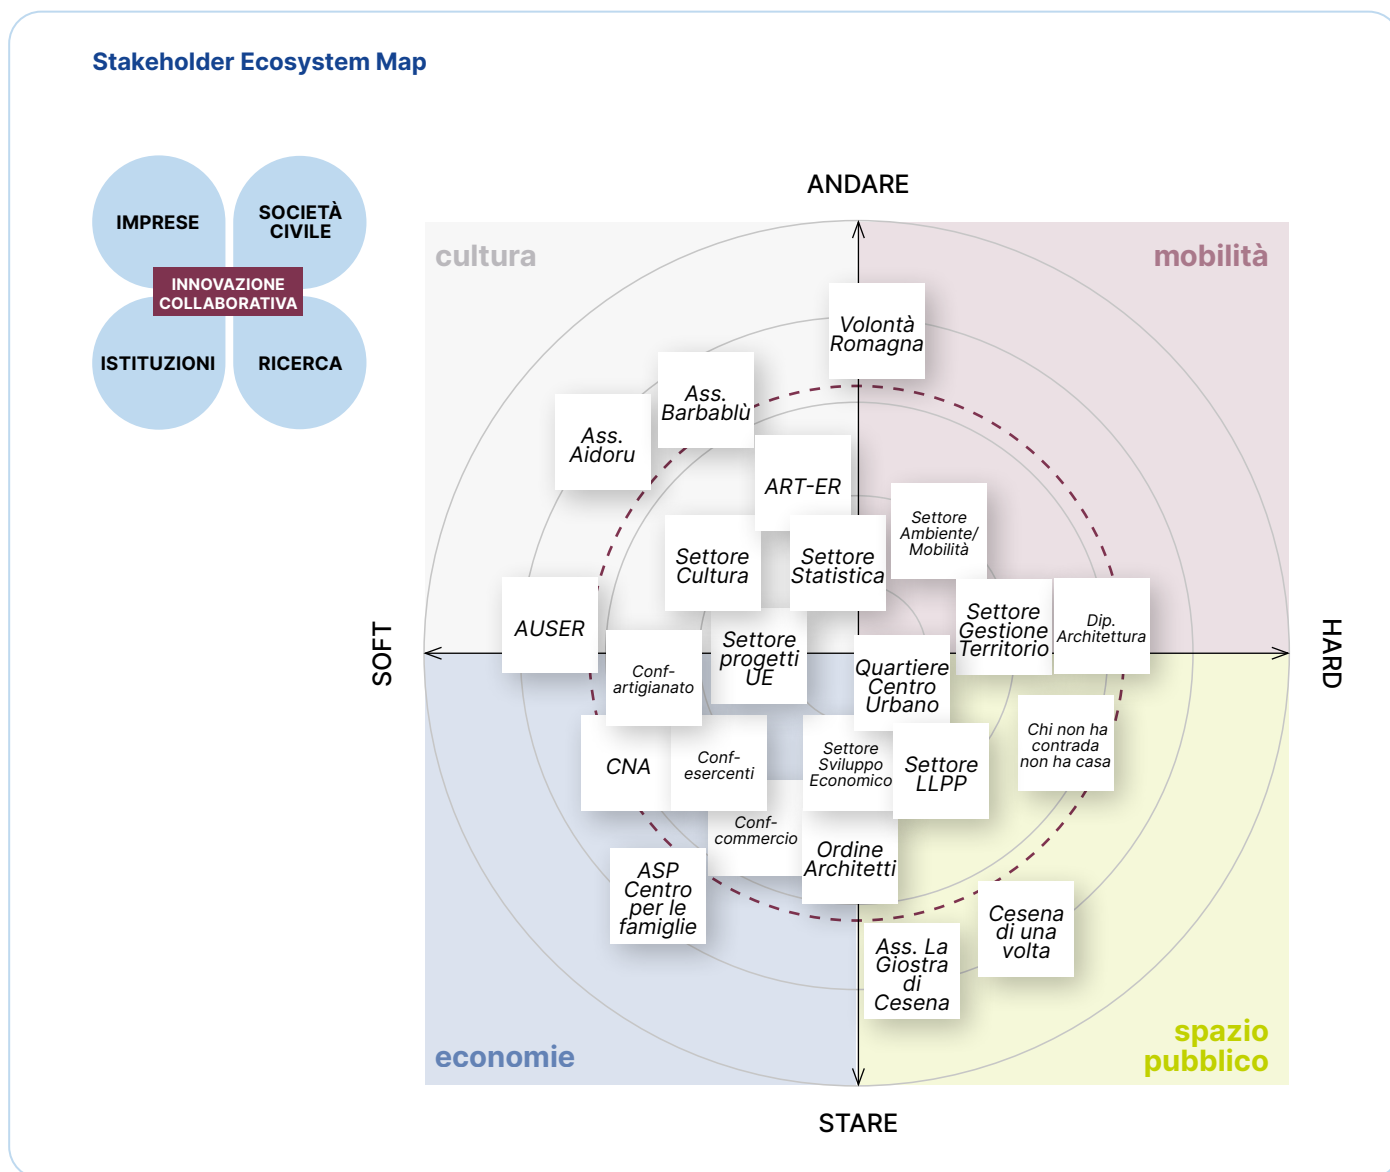 Stakeholder Ecosystem Map
IMPRESE
SOCIETÀ
CIVILE
INNOVAZIONE
COLLABORATIVA
ISTITUZIONI
RICERCA
ANDARE
cultura
mobilità
Volontà
Romagna
Ass.
Barbablù
Ass.
Aidoru
ART-ER
Settore
Ambiente/
Mobilità
Settore
Cultura
Settore
Statistica
AUSER
Settore
Gestione
Territorio
Dip.
Architettura
SOFT
HARD
Conf-
artigianato
Settore
progetti
UE
Quartiere
Centro
Urbano
CNA
Conf-
esercenti
Settore
Sviluppo
Economico
Settore
LLPP
Chi non ha
contrada
non ha casa
Conf-
commercio
Ordine
Architetti
ASP
Centro
per le
famiglie
Cesena
di una
volta
Ass. La
Giostra
di
Cesena
economie
spazio
pubblico
STARE